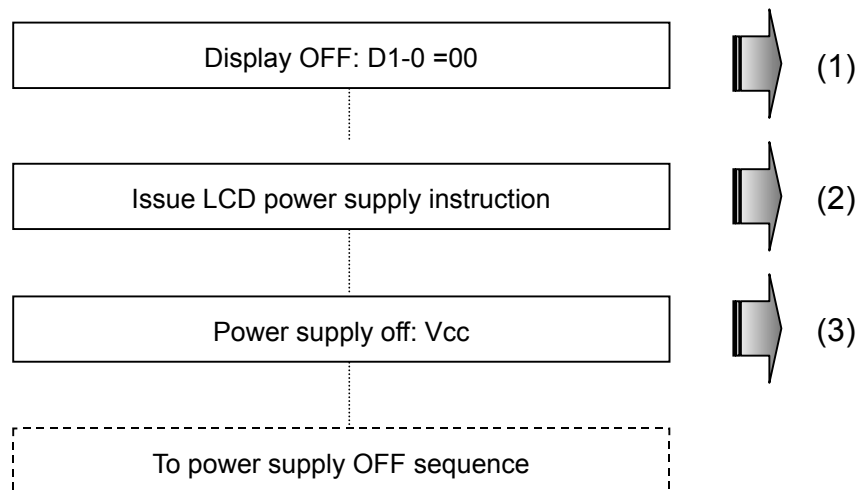 Display OFF: D1-0 =00
(1)
Issue LCD power supply instruction
(2)
Power supply off: Vcc
(3)
To power supply OFF sequence